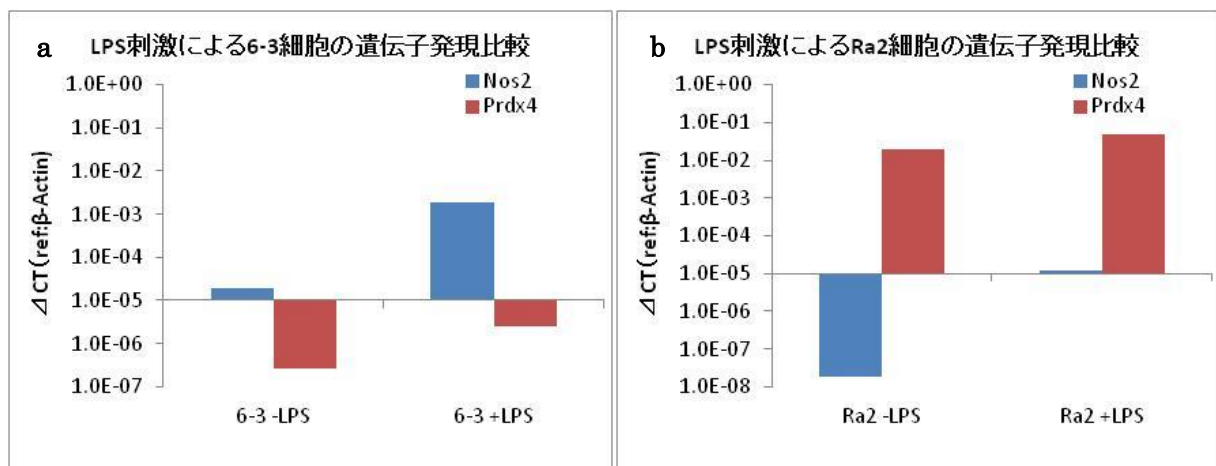 a LPS刺激による6-3細胞の遺伝子発現比較
Nos2
Prdx4
1.0E+00
1.0E-01
1.0E-02
1.0E-03
1.0E-04
1.0E-05
1.0E-06
1.0E-07
⊿CT(ref:β-Actin)
6-3 -LPS 6-3 +LPS
b LPS刺激によるRa2細胞の遺伝子発現比較
Nos2
Prdx4
1.0E+00
1.0E-01
1.0E-02
1.0E-03
1.0E-04
1.0E-05
1.0E-06
1.0E-07
1.0E-08
⊿CT(ref:β-Actin)
Ra2 -LPS Ra2 +LPS